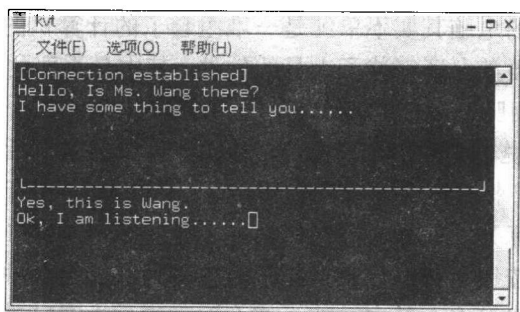 kvt
文件(F) 选项(O) 帮助(H)
[Connection established]
Hello, Is Ms. Wang there?
I have some thing to tell you......
Yes, this is Wang.
Ok, I am listening......